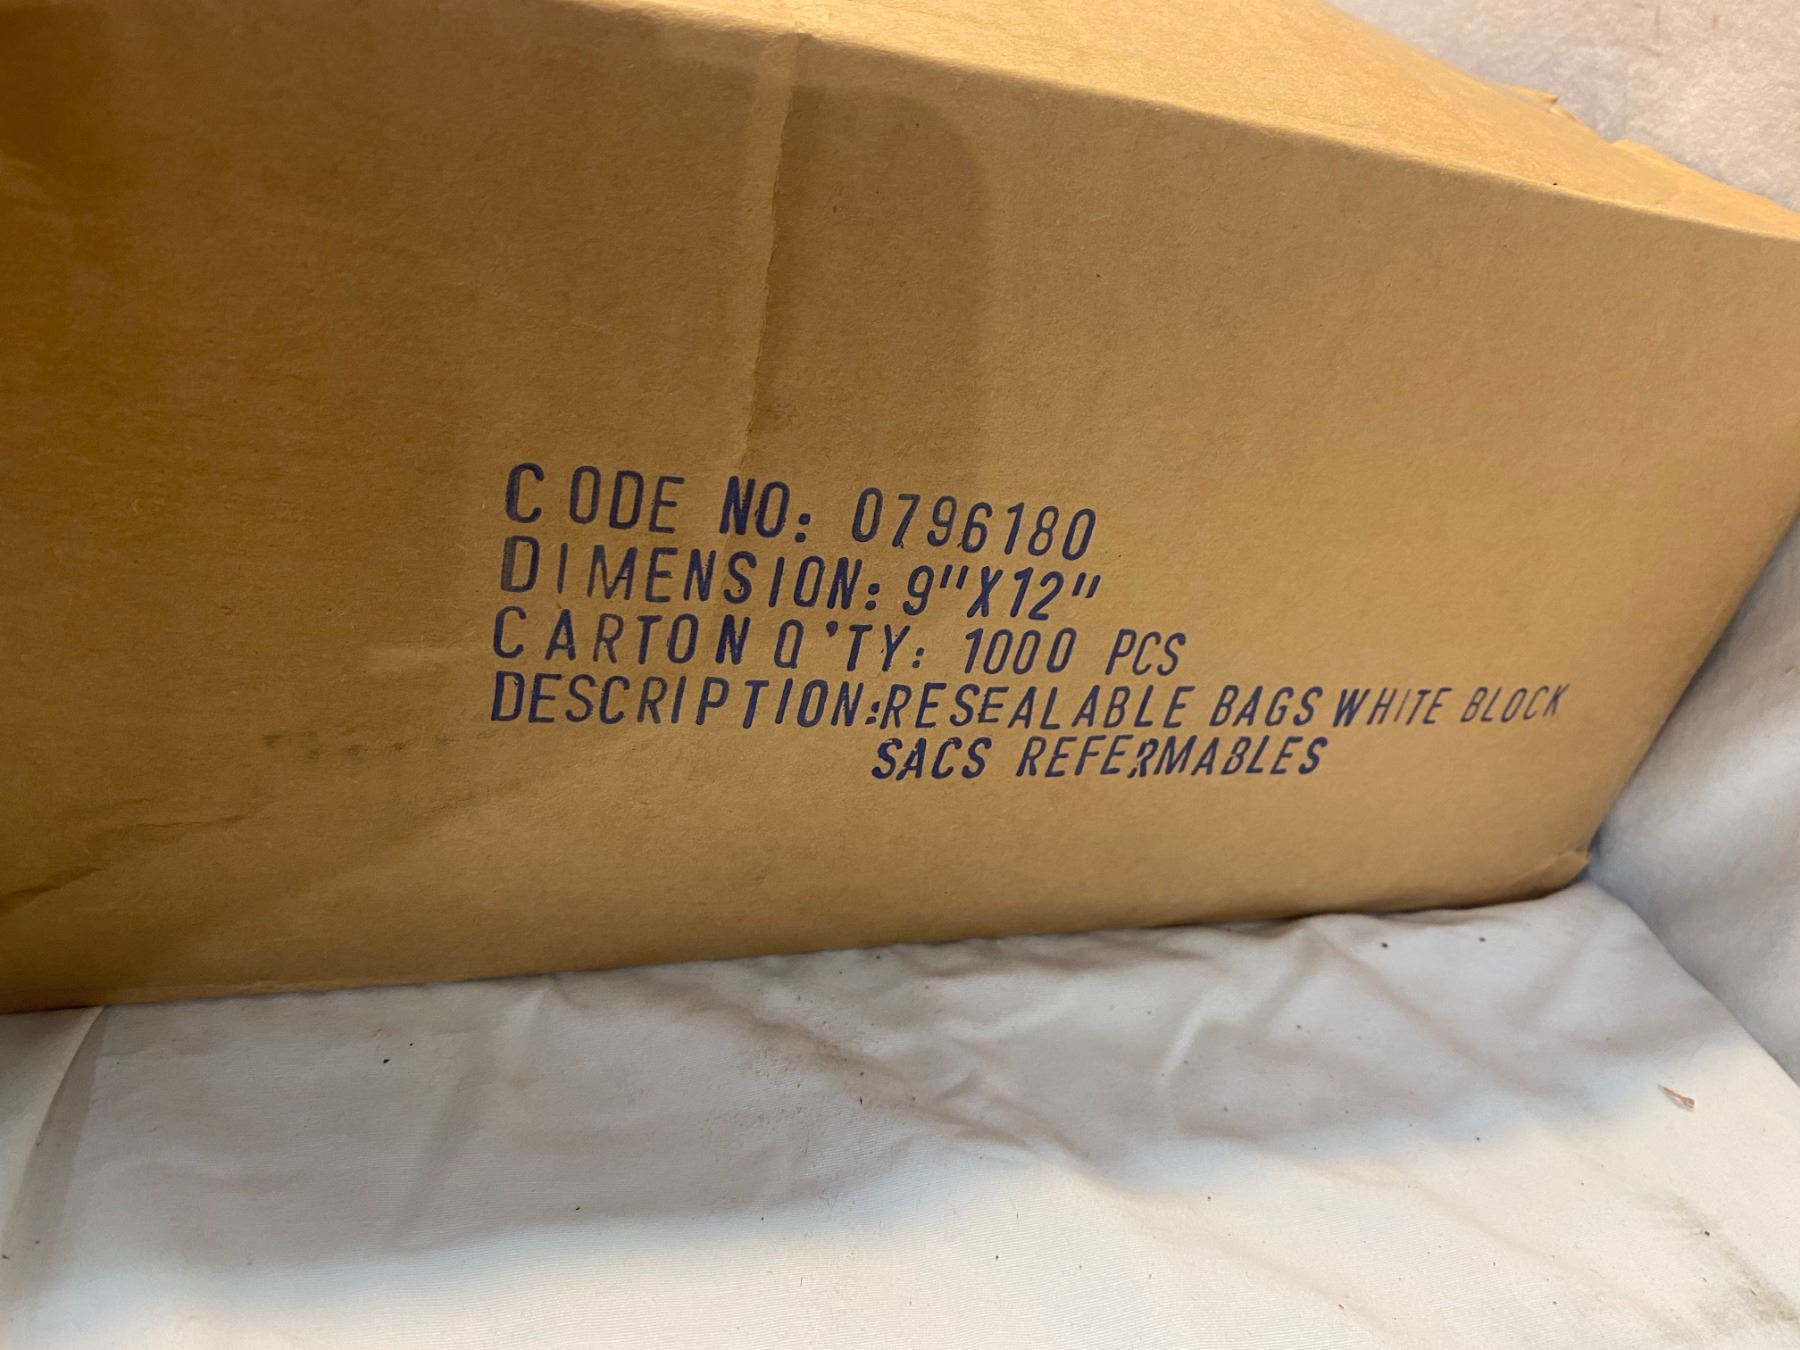 CODE NO: 0796180
DIMENSION: 9"X12"
CARTON Q'TY: 1000 PCS
DESCRIPTION:RESEALABLE BAGS WHITE BLOCK
SACS REFERMABLES